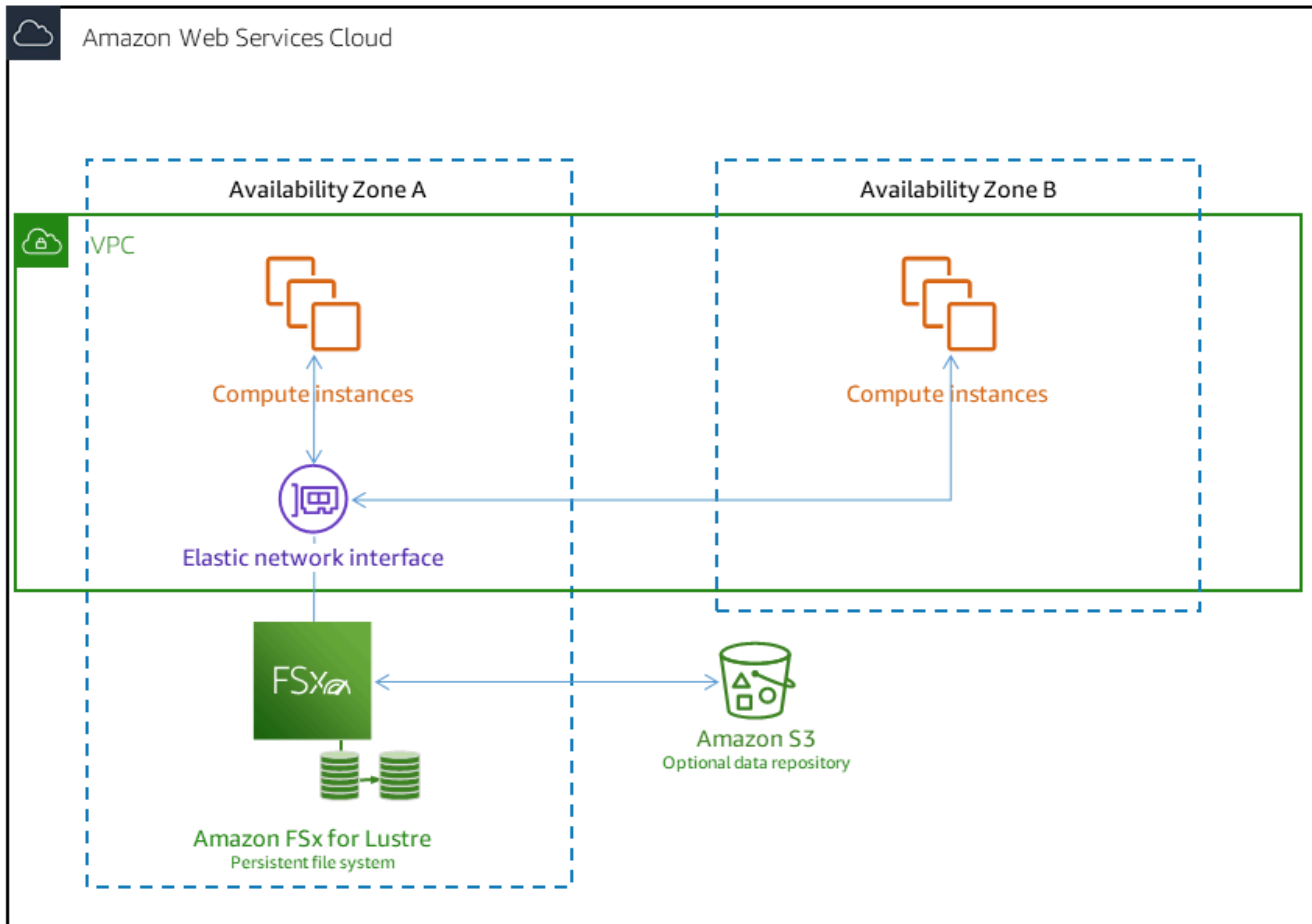 Amazon Web Services Cloud
Availability Zone A
Availability Zone B
VPC
Compute instances
Compute instances
Elastic network interface
FSx
Amazon S3
Optional data repository
Amazon FSx for Lustre
Persistent file system